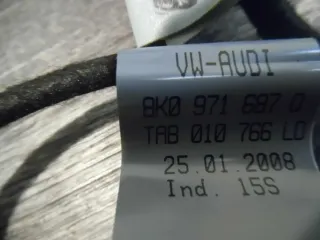 VW-AUDI
8K0 971 697 D
TAB 010 766 LD
25.01.2008
Ind. 15S